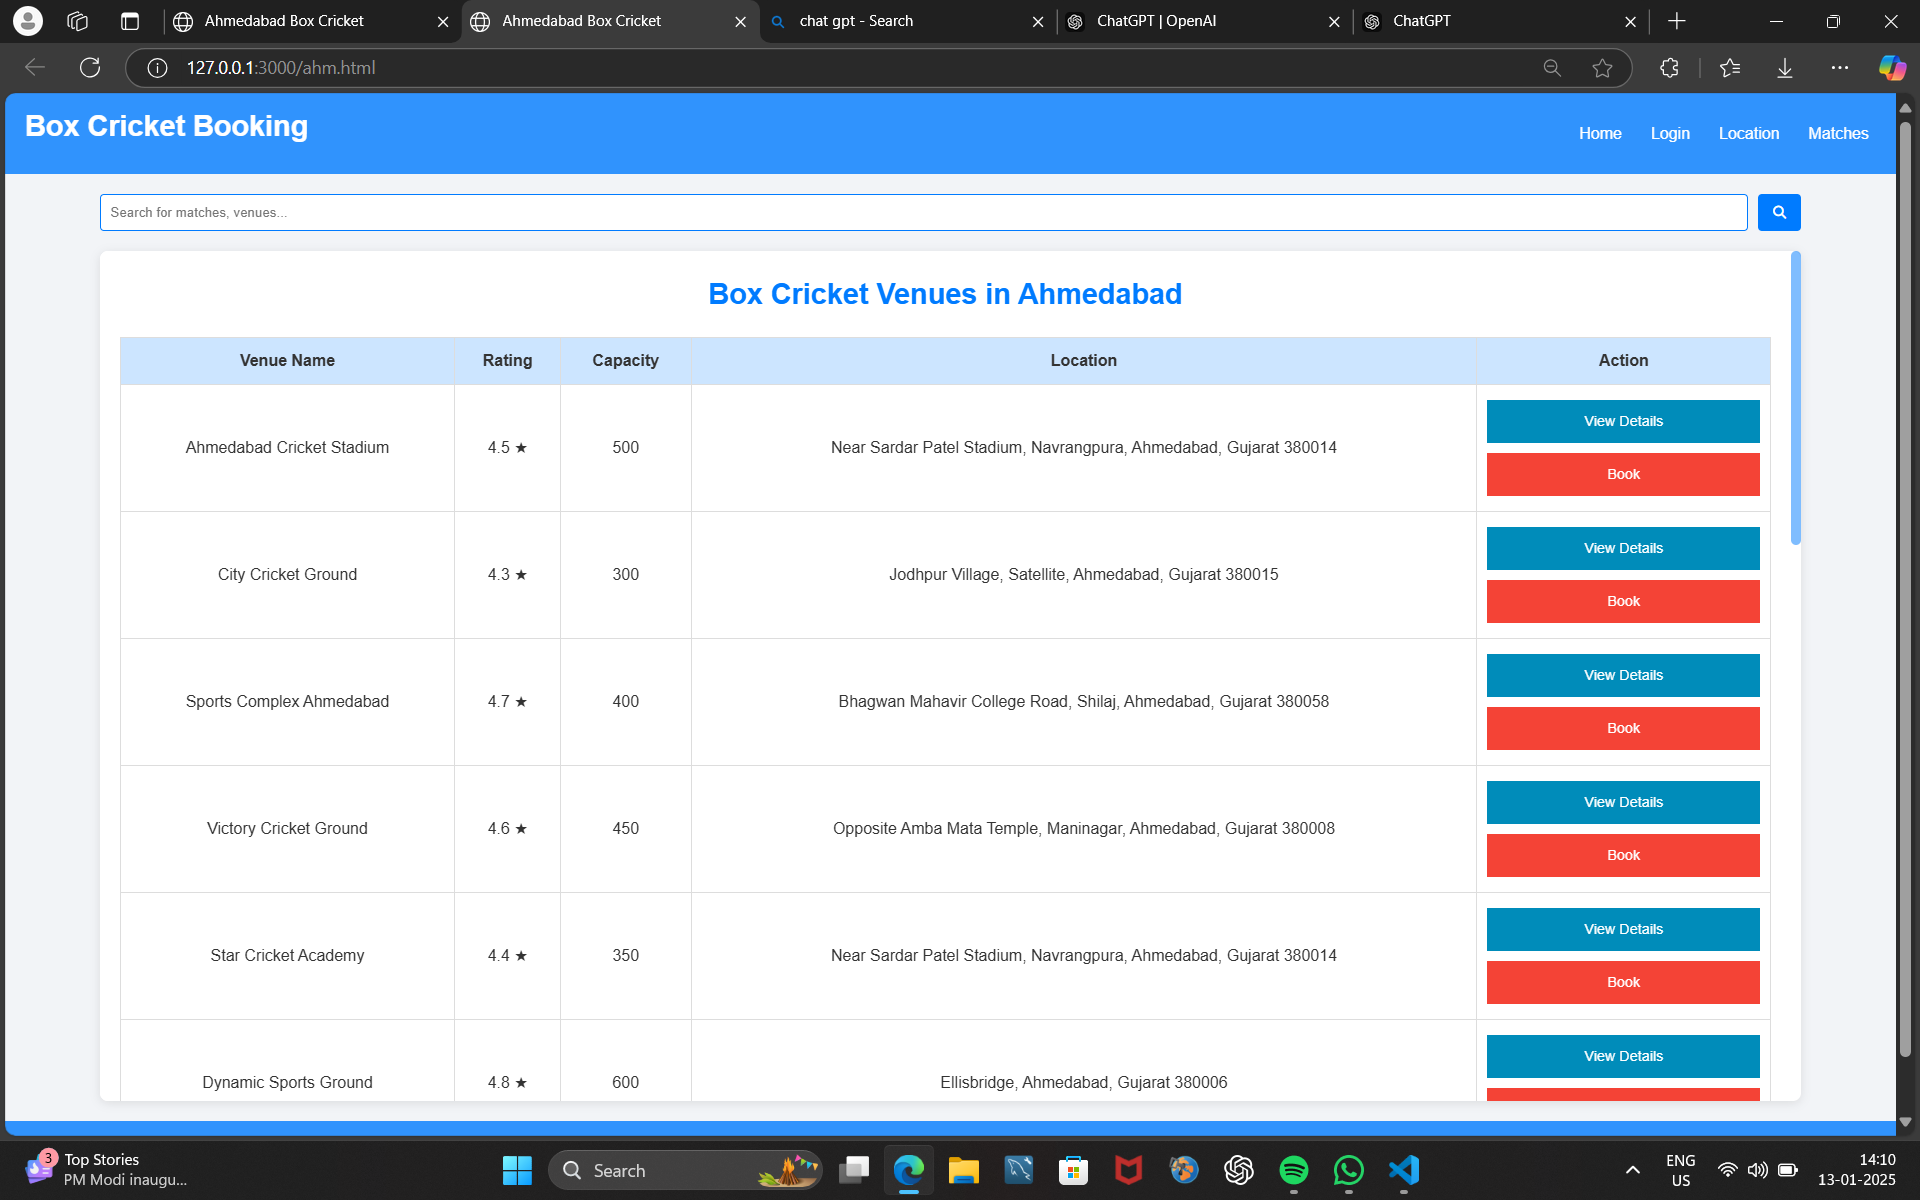 Ahmedabad Box Cricket
Ahmedabad Box Cricket
chat gpt - Search
ChatGPT | OpenAI
ChatGPT
127.0.0.1:3000/ahm.html
Box Cricket Booking
Home Login Location Matches
Search for matches, venues...
Box Cricket Venues in Ahmedabad
Venue Name Rating Capacity Location Action
Ahmedabad Cricket Stadium 4.5 ★ 500 Near Sardar Patel Stadium, Navrangpura, Ahmedabad, Gujarat 380014
View Details
Book
City Cricket Ground 4.3 ★ 300 Jodhpur Village, Satellite, Ahmedabad, Gujarat 380015
View Details
Book
Sports Complex Ahmedabad 4.7 ★ 400 Bhagwan Mahavir College Road, Shilaj, Ahmedabad, Gujarat 380058
View Details
Book
Victory Cricket Ground 4.6 ★ 450 Opposite Amba Mata Temple, Maninagar, Ahmedabad, Gujarat 380008
View Details
Book
Star Cricket Academy 4.4 ★ 350 Near Sardar Patel Stadium, Navrangpura, Ahmedabad, Gujarat 380014
View Details
Book
Dynamic Sports Ground 4.8 ★ 600 Ellisbridge, Ahmedabad, Gujarat 380006
View Details
3
Top Stories
PM Modi inaugu...
Search
ENG
US
14:10
13-01-2025